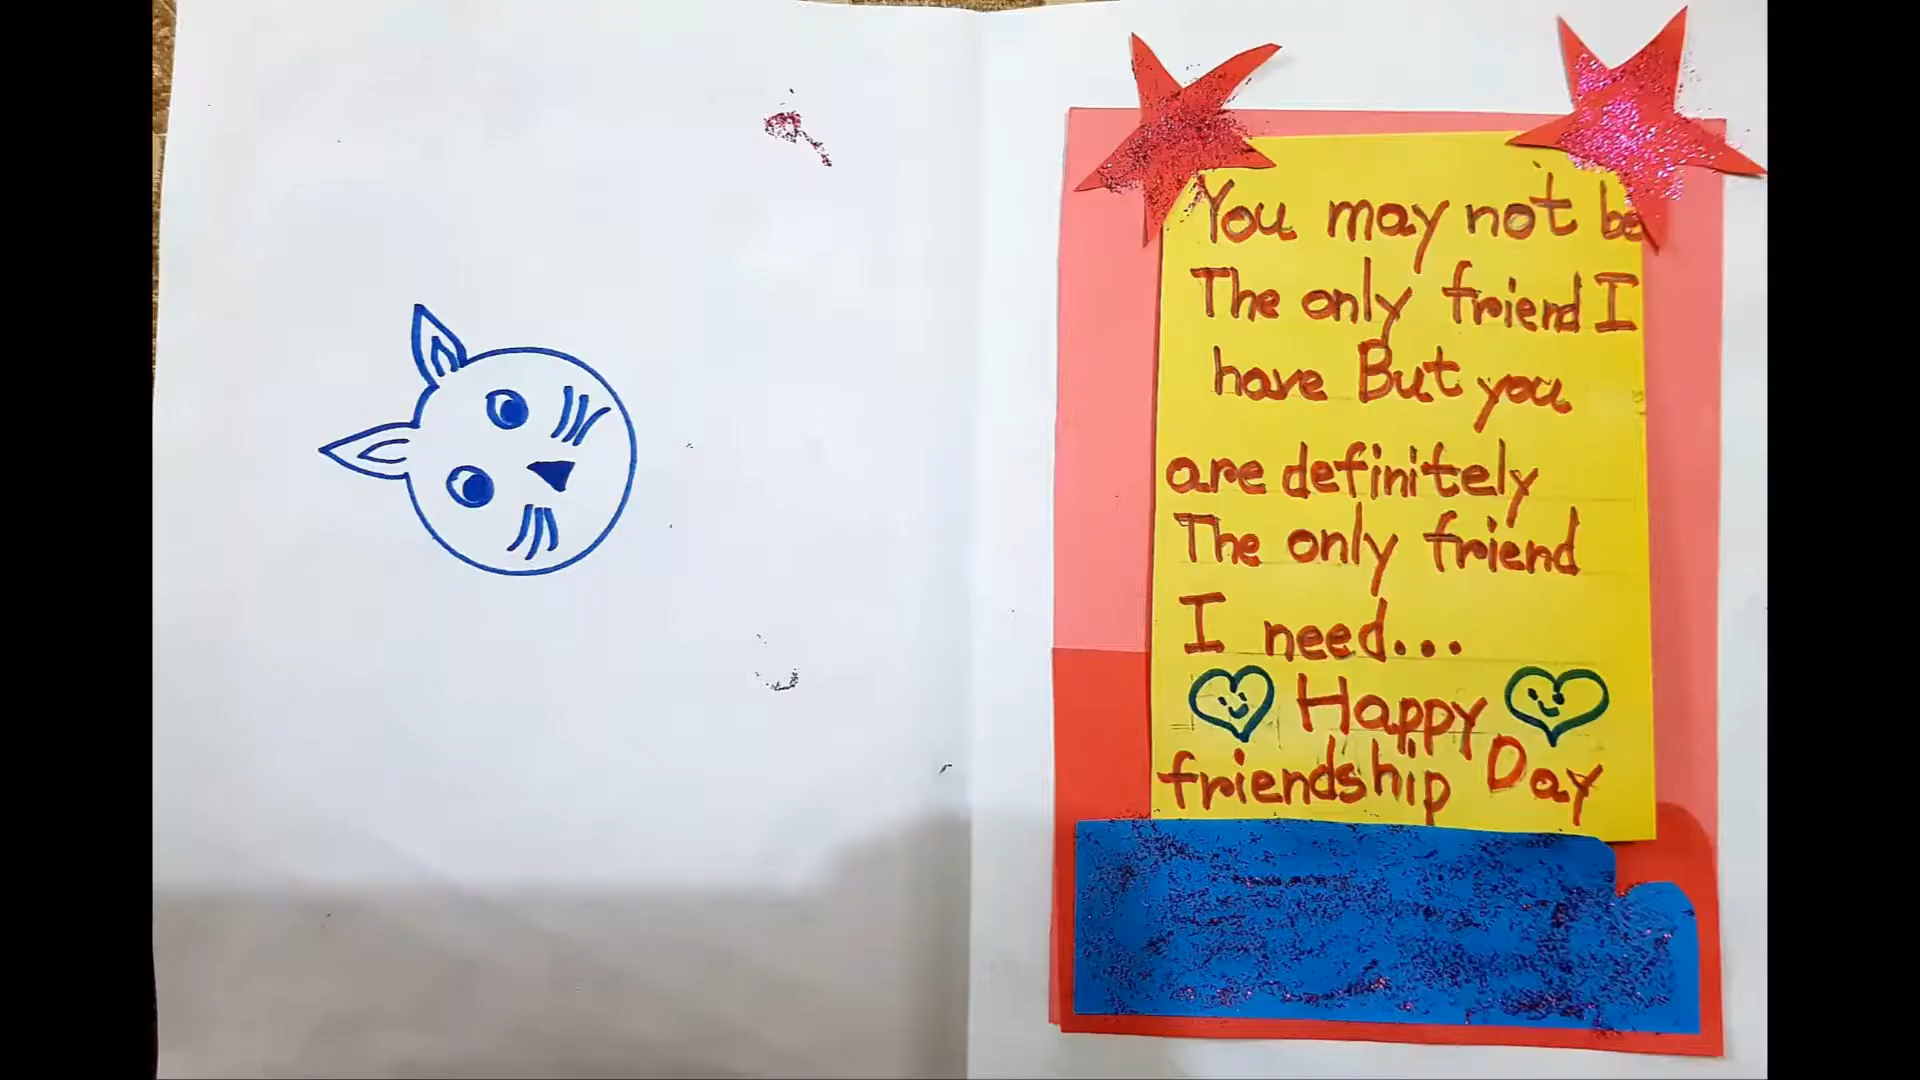 You may not be
The only friend I
have But you
are definitely
The only friend
I need...
Happy
friendship Day